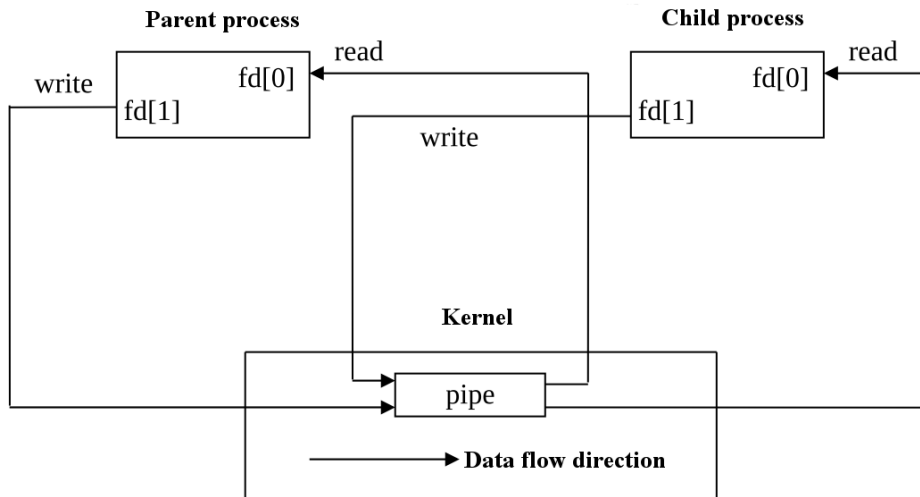 Parent process
Child process
read
read
write
fd[0]
fd[0]
fd[1]
fd[1]
write
Kernel
pipe
Data flow direction